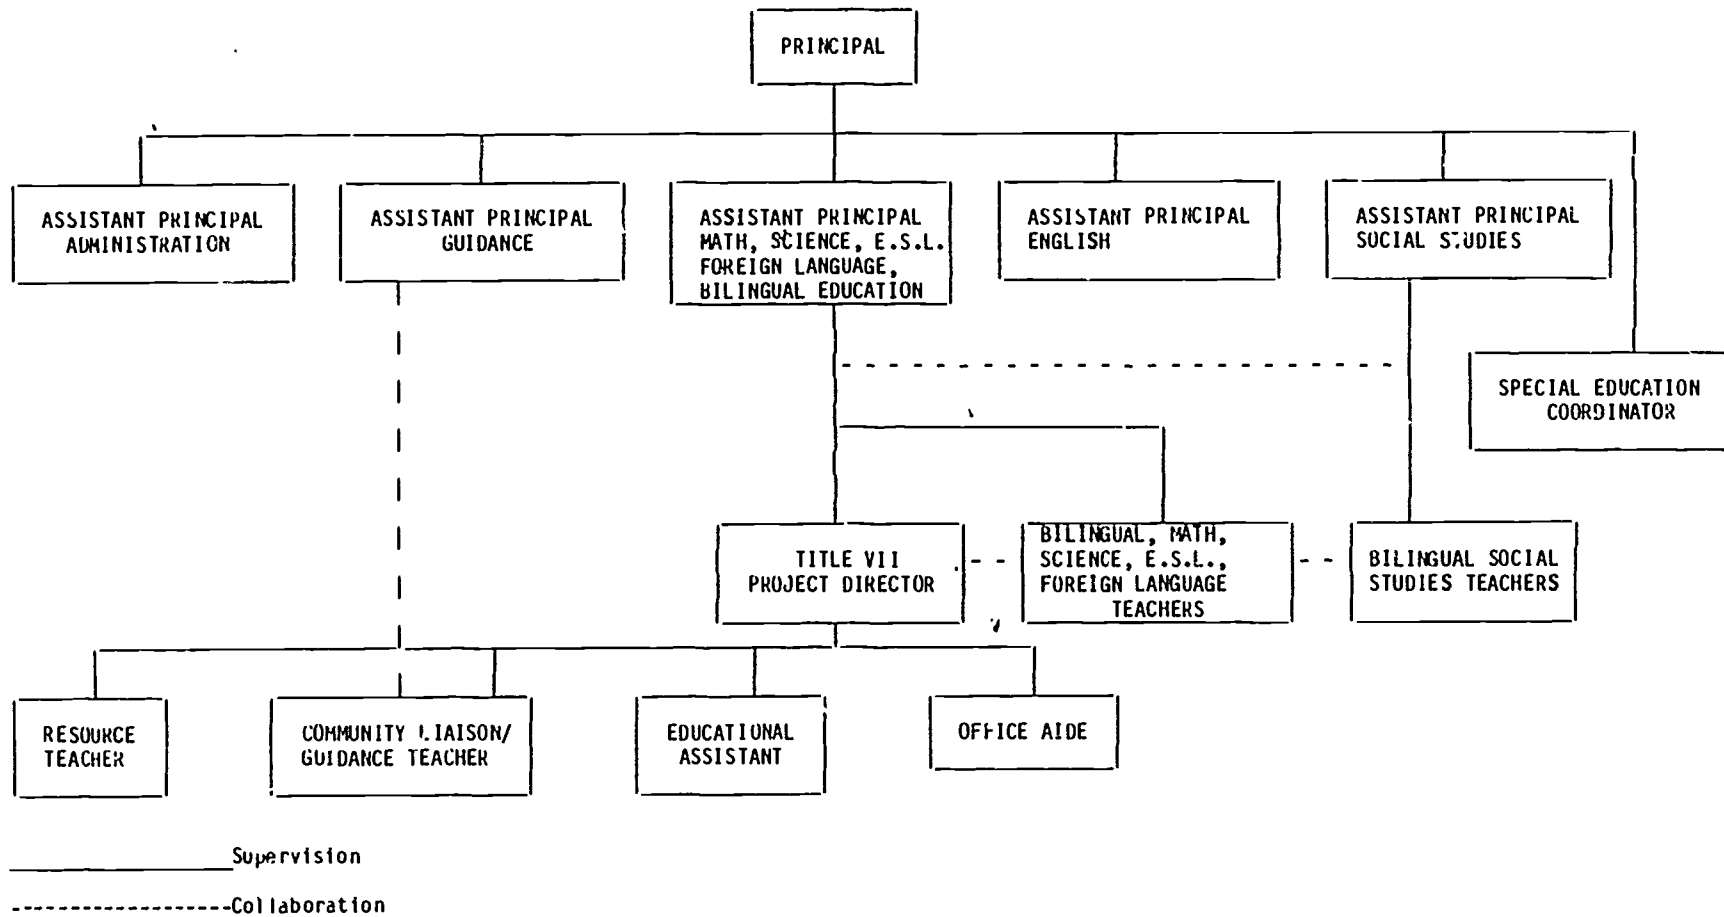 PRINCIPAL
ASSISTANT PRINCIPAL
ADMINISTRATION
ASSISTANT PRINCIPAL
GUIDANCE
ASSISTANT PRINCIPAL
MATH, SCIENCE, E.S.L.
FOREIGN LANGUAGE,
BILINGUAL EDUCATION
ASSISTANT PRINCIPAL
ENGLISH
ASSISTANT PRINCIPAL
SOCIAL STUDIES
SPECIAL EDUCATION
COORDINATOR
TITLE VII
PROJECT DIRECTOR
BILINGUAL, MATH,
SCIENCE, E.S.L.,
FOREIGN LANGUAGE
TEACHERS
BILINGUAL SOCIAL
STUDIES TEACHERS
RESOURCE
TEACHER
COMMUNITY LIAISON/
GUIDANCE TEACHER
EDUCATIONAL
ASSISTANT
OFFICE AIDE
Supervision
Collaboration